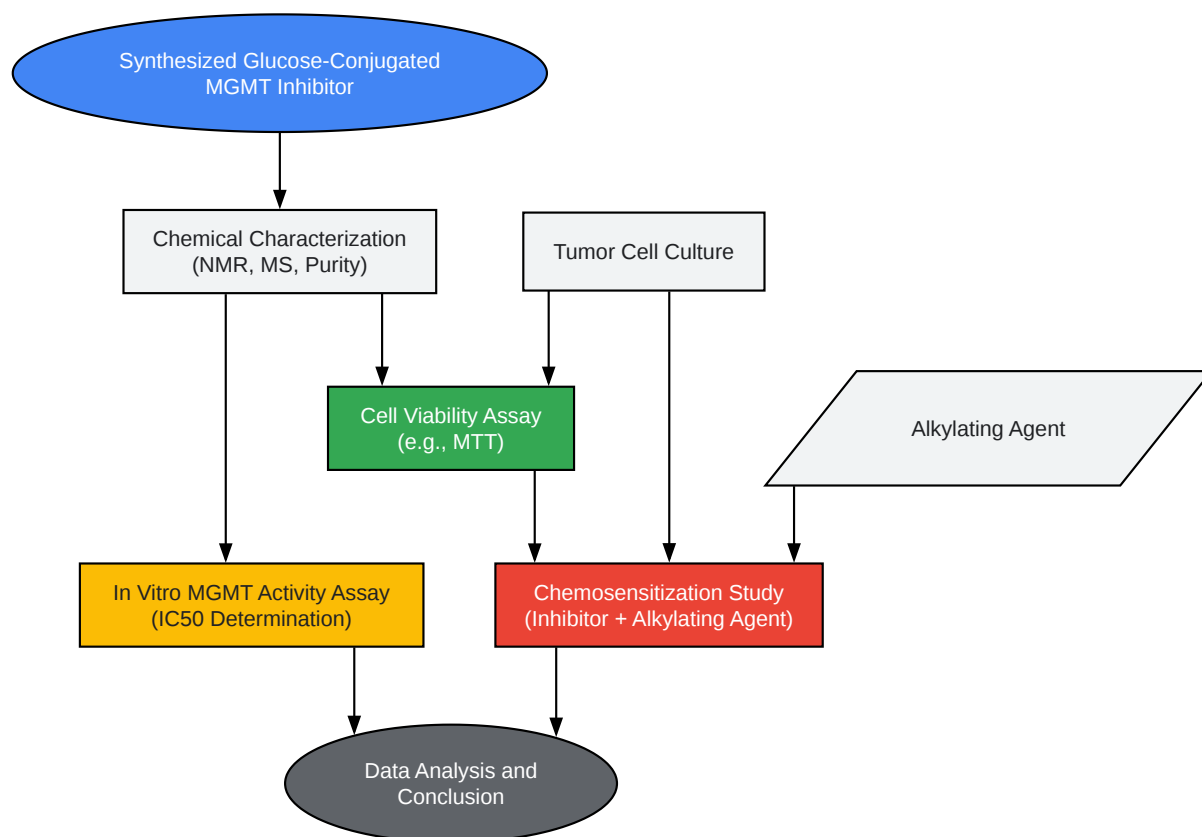 Synthesized Glucose-Conjugated
MGMT Inhibitor
Chemical Characterization
(NMR, MS, Purity)
Tumor Cell Culture
Cell Viability Assay
(e.g., MTT)
Alkylating Agent
In Vitro MGMT Activity Assay
(IC50 Determination)
Chemosensitization Study
(Inhibitor + Alkylating Agent)
Data Analysis and
Conclusion